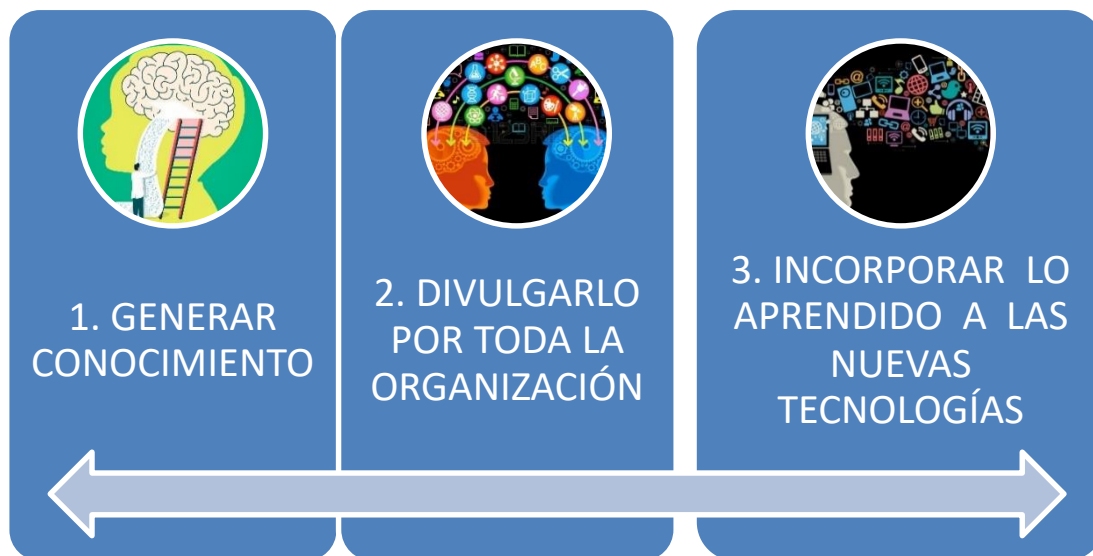 1. GENERAR
CONOCIMIENTO
2. DIVULGARLO
POR TODA LA
ORGANIZACIÓN
3. INCORPORAR LO
APRENDIDO A LAS
NUEVAS
TECNOLOGÍAS